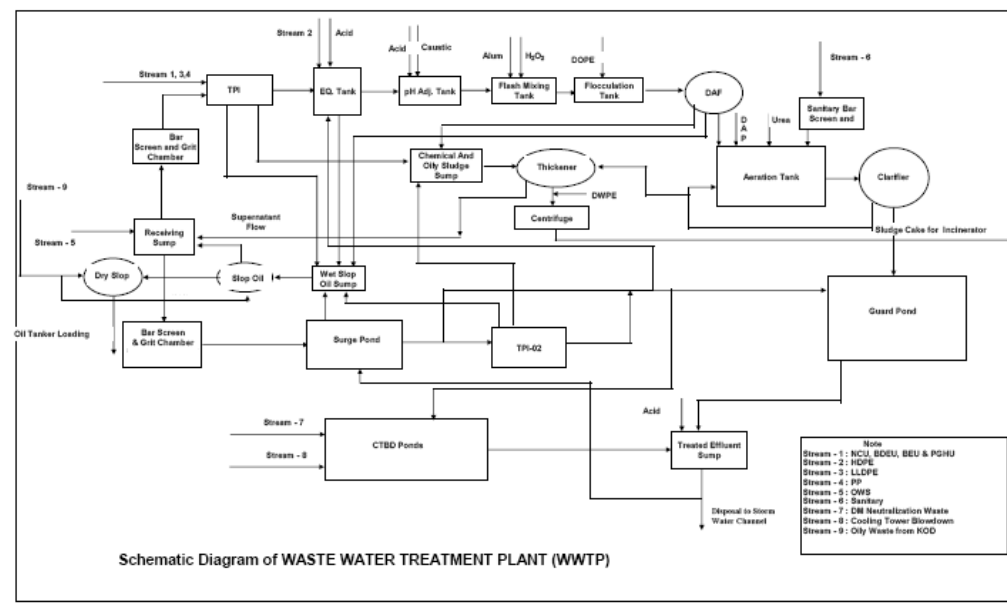 Stream 2
Acid
Acid
Caustic
Alum
H₂O₂
DOPE
Stream - 6
Stream 1, 3,4
TPI
EQ. Tank
pH Adj. Tank
Flash Mixing
Tank
Flocculation
Tank
DAF
Sanitary Bar
Screen and
D
A
P
Urea
Bar
Screen and Grit
Chamber
Chemical And
Oily Sludge
Sump
Thickener
Aeration Tank
Clarifier
Stream - 9
DWPE
Centrifuge
Supernatant
Flow
Sludge Cake for Incinerator
Receiving
Sump
Stream - 5
Dry Slop
Slop Oil
Wet Slop
Oil Sump
Guard Pond
Oil Tanker Loading
Bar Screen
& Grit Chamber
Surge Pond
TPI-02
Acid
Stream - 7
CTBD Ponds
Treated Effluent
Sump
Stream - 8
Disposal to Storm
Water Channel
Note
Stream - 1 : NCU, BDEU, BEU & PGHU
Stream - 2 : HDPE
Stream - 3 : LLDPE
Stream - 4 : PP
Stream - 5 : OWS
Stream - 6 : Sanitary
Stream - 7 : DM Neutralization Waste
Stream - 8 : Cooling Tower Blowdown
Stream - 9 : Oily Waste from KOD
Schematic Diagram of WASTE WATER TREATMENT PLANT (WWTP)